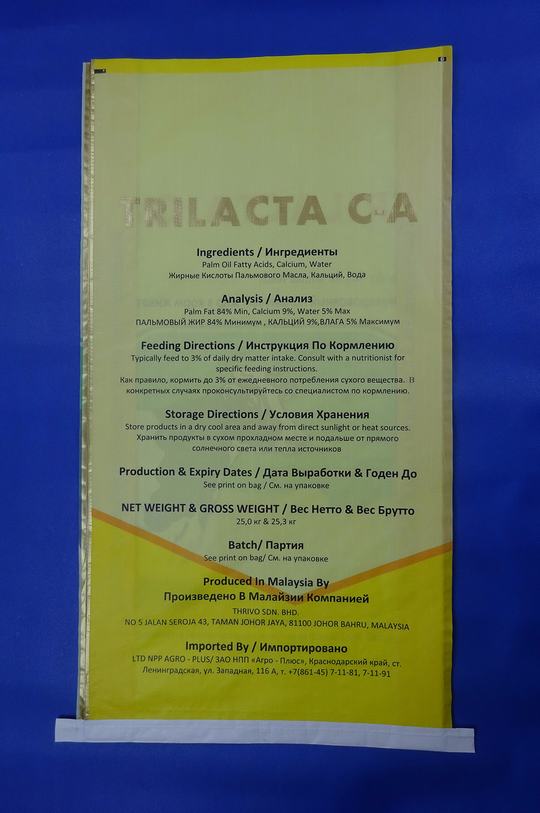 TRILACTA C-A
Ingredients / Ингредиенты
Palm Oil Fatty Acids, Calcium, Water
Жирные Кислоты Пальмового Масла, Кальций, Вода
Analysis / Анализ
Palm Fat 84% Min, Calcium 9%, Water 5% Max
ПАЛЬМОВЫЙ ЖИР 84% Минимум , КАЛЬЦИЙ 9%,ВЛАГА 5% Максимум
Feeding Directions / Инструкция По Кормлению
Typically feed to 3% of daily dry matter intake. Consult with a nutritionist for
specific feeding instructions.
Как правило, кормить до 3% от ежедневного потребления сухого вещества. В
конкретных случаях проконсультируйтесь со специалистом по кормлению.
Storage Directions / Условия Хранения
Store products in a dry cool area and away from direct sunlight or heat sources.
Хранить продукты в сухом прохладном месте и подальше от прямого
солнечного света или тепла источников
Production & Expiry Dates / Дата Выработки & Годен До
See print on bag / См. на упаковке
NET WEIGHT & GROSS WEIGHT / Вес Нетто & Вес Брутто
25,0 кг & 25,3 кг
Batch/ Партия
See print on bag/ См. на упаковке
Produced In Malaysia By
Произведено В Малайзии Компанией
THRIVO SDN. BHD.
NO 5 JALAN SEROJA 43, TAMAN JOHOR JAYA, 81100 JOHOR BAHRU, MALAYSIA
Imported By / Импортировано
LTD NPP AGRO - PLUS/ ЗАО НПП «Агро - Плюс», Краснодарский край, ст.
Ленинградская, ул. Западная, 116 А, т. +7(861-45) 7-11-81, 7-11-91